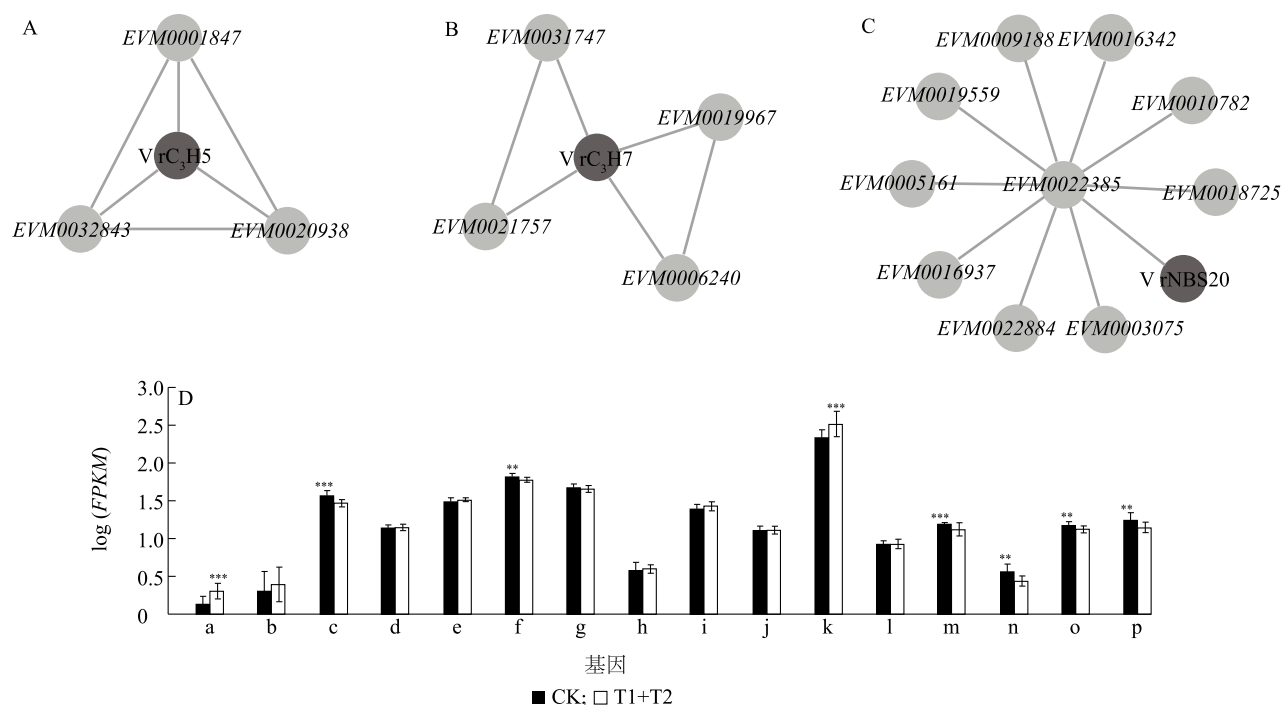 A
EVM0001847
VrC3H5
EVM0032843
EVM0020938
B
EVM0031747
EVM0019967
VrC3H7
EVM0021757
EVM0006240
C
EVM0009188
EVM0016342
EVM0019559
EVM0010782
EVM0005161
EVM0022385
EVM0018725
EVM0016937
VrNBS20
EVM0022884
EVM0003075
D
log (FPKM)
3.0
2.5
2.0
1.5
1.0
0.5
0
***
***
**
***
***
**
**
**
a b c d e f g h i j k l m n o p
基因
CK; T1+T2